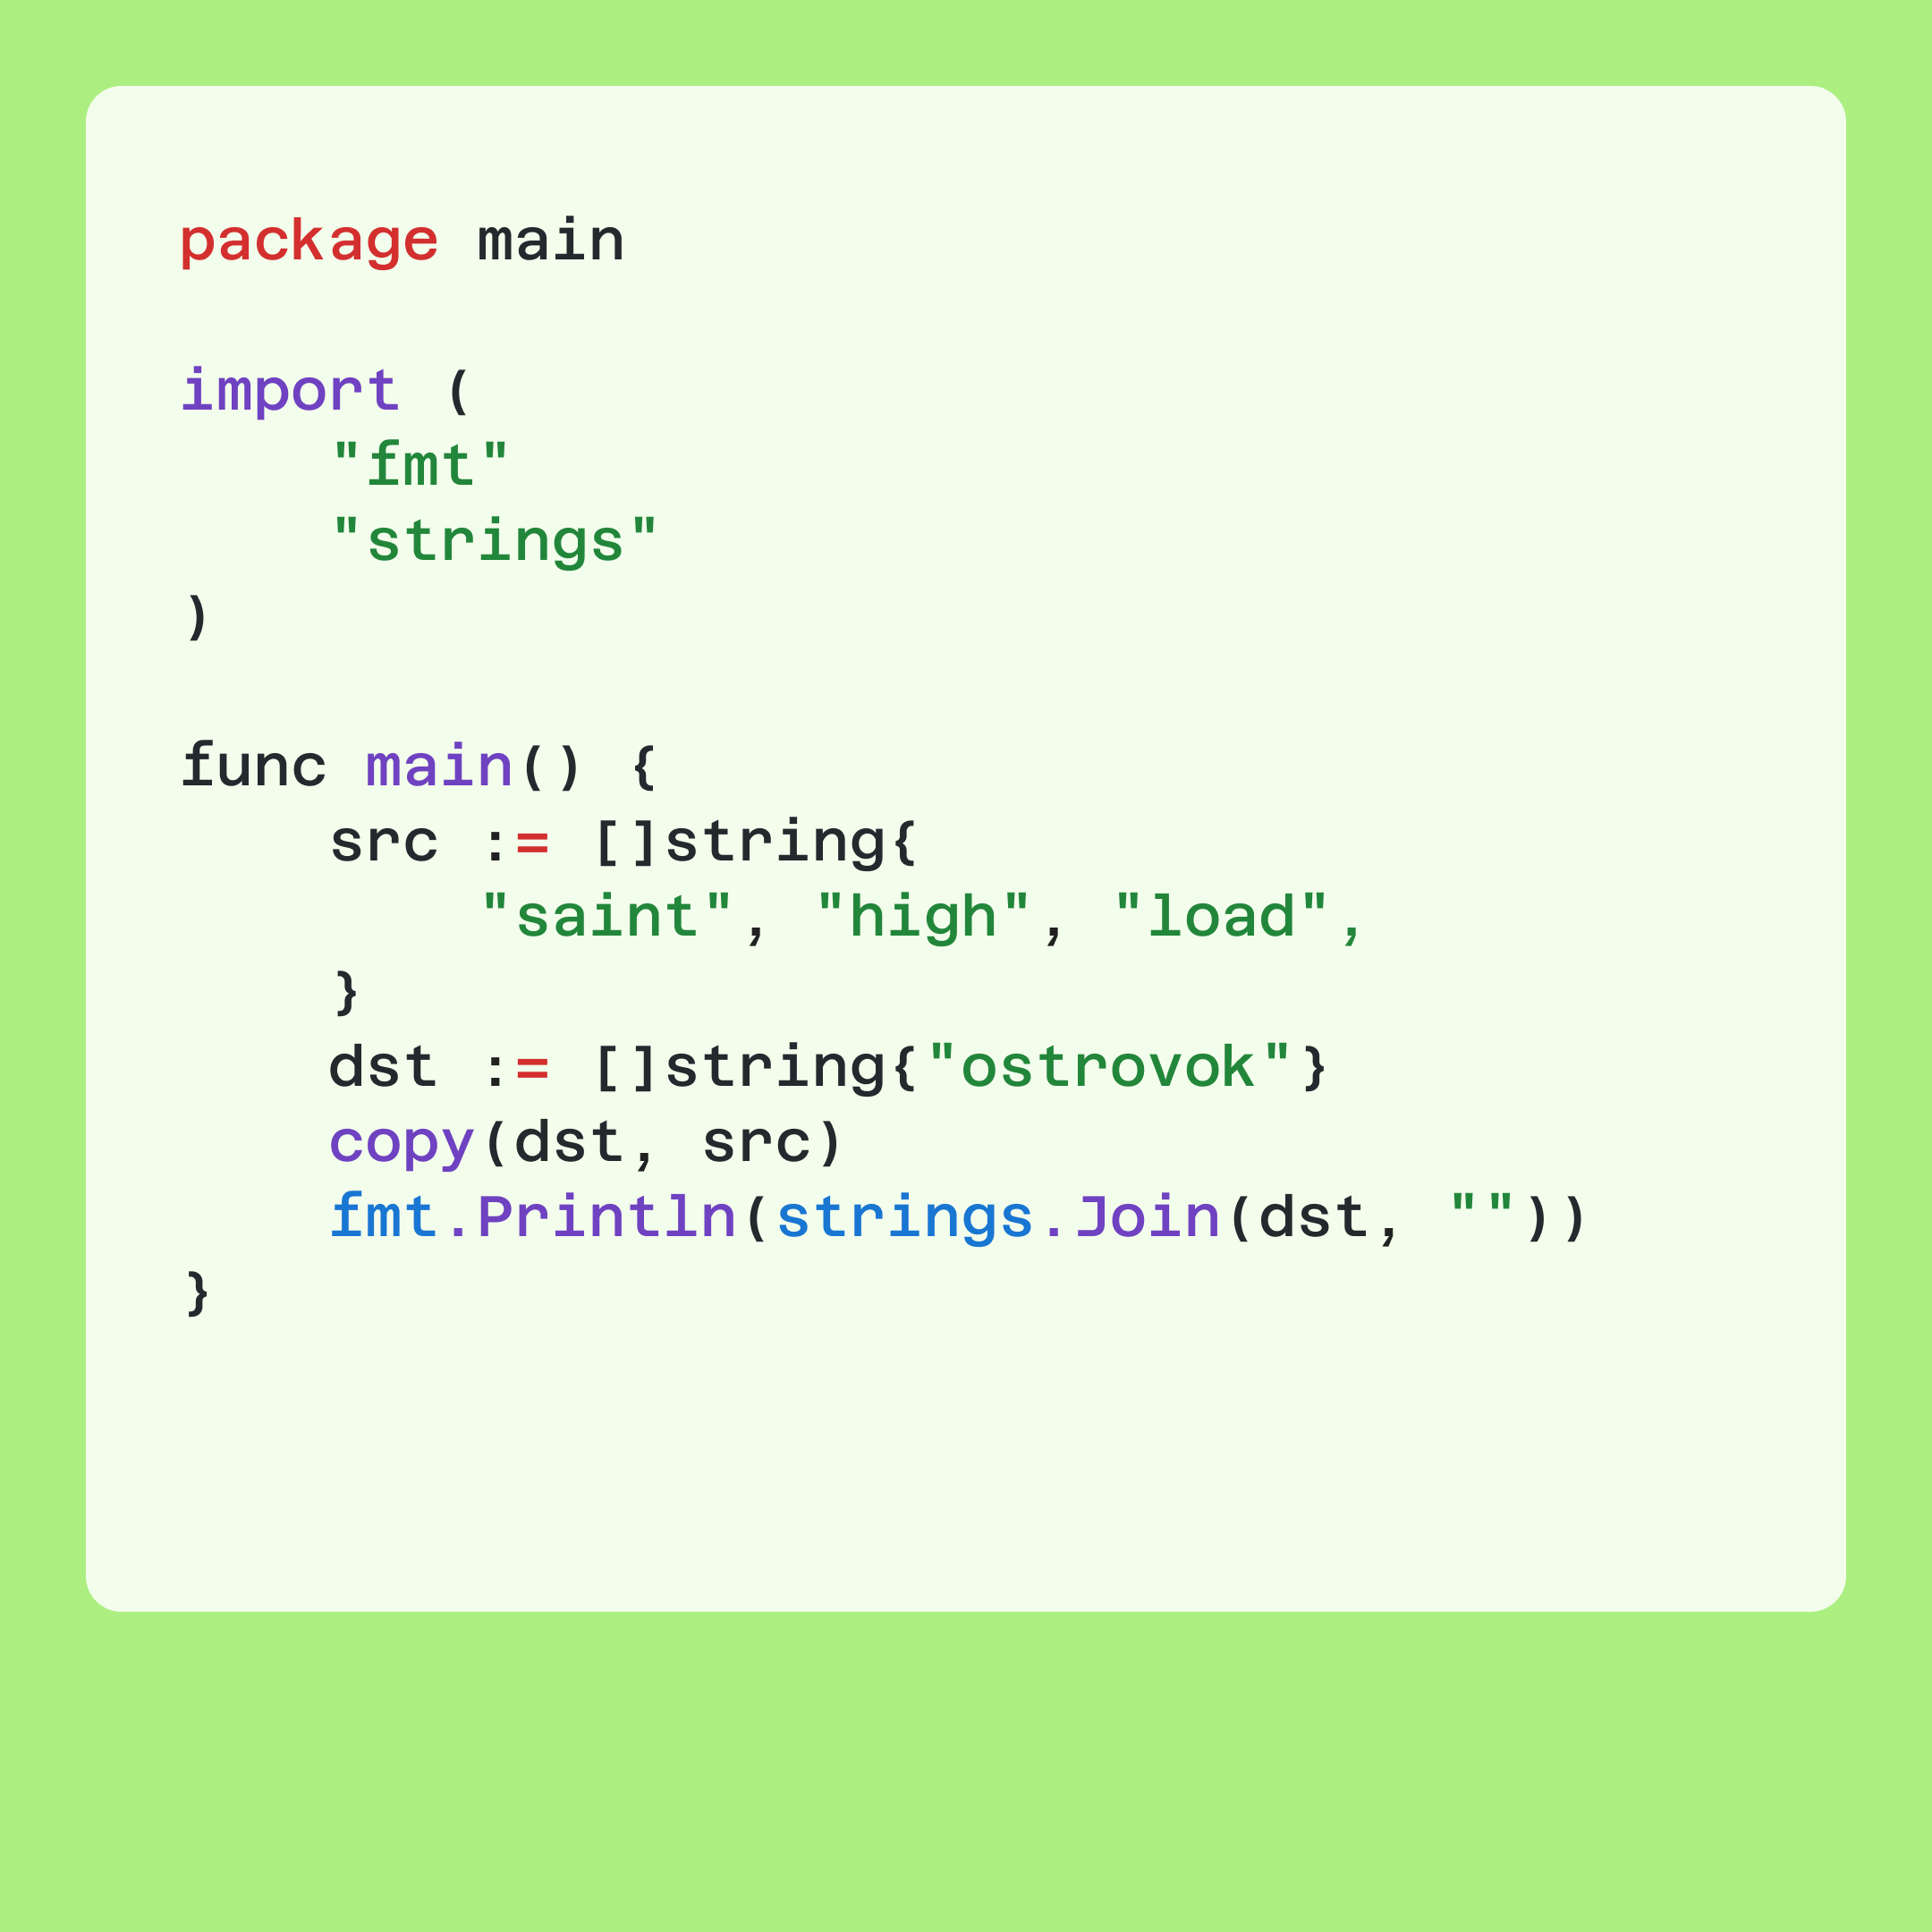 package main

import (
    "fmt"
    "strings"
)

func main() {
    src := []string{
        "saint", "high", "load",
    }
    dst := []string{"ostrovok"}
    copy(dst, src)
    fmt.Println(strings.Join(dst, ""))
}